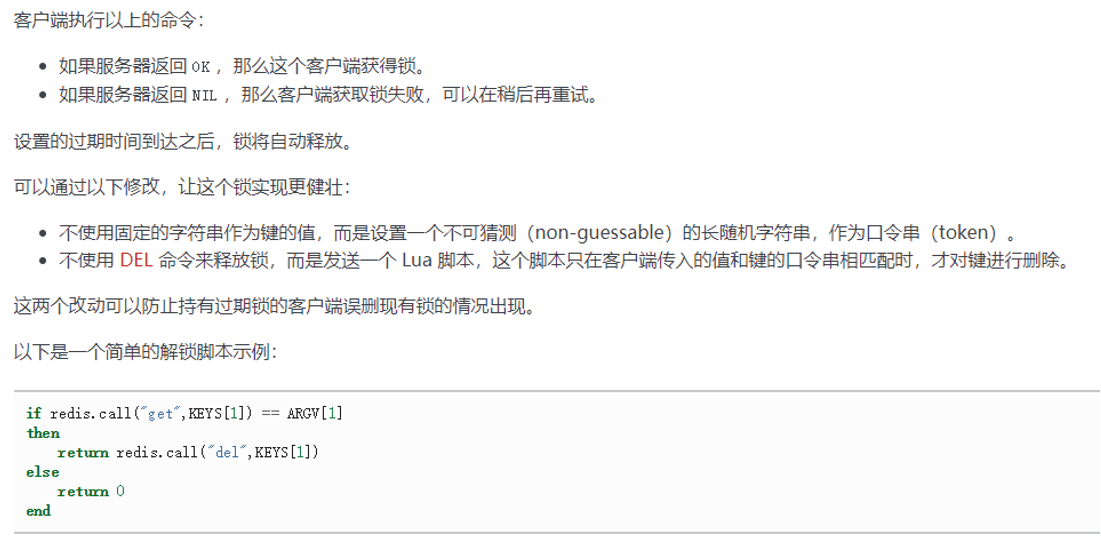 客户端执行以上的命令：
如果服务器返回 OK ，那么这个客户端获得锁。
如果服务器返回 NIL ，那么客户端获取锁失败，可以在稍后再重试。
设置的过期时间到达之后，锁将自动释放。
可以通过以下修改，让这个锁实现更健壮：
不使用固定的字符串作为键的值，而是设置一个不可猜测（non-guessable）的长随机字符串，作为口令串（token）。
不使用 DEL 命令来释放锁，而是发送一个 Lua 脚本，这个脚本只在客户端传入的值和键的口令串相匹配时，才对键进行删除。
这两个改动可以防止持有过期锁的客户端误删现有锁的情况出现。
以下是一个简单的解锁脚本示例：
if redis.call("get",KEYS[1]) == ARGV[1]
then
    return redis.call("del",KEYS[1])
else
    return 0
end